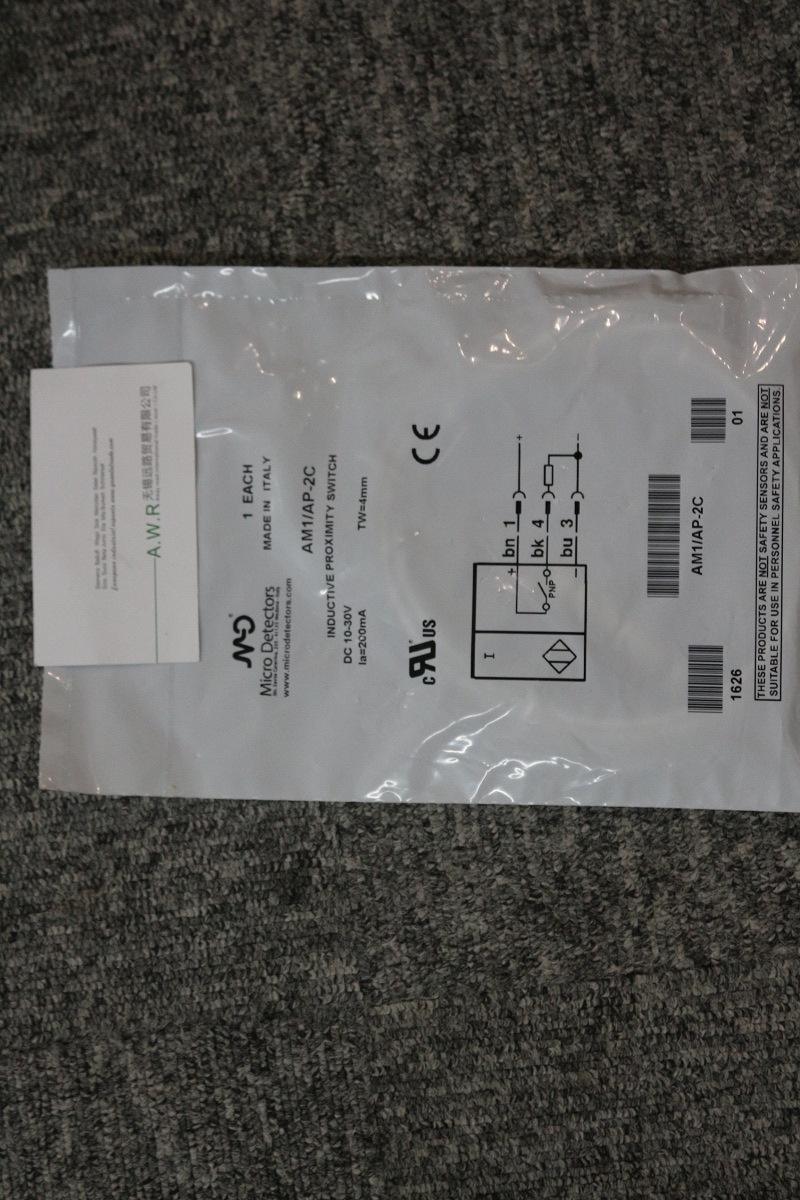 A.W.R 无锡远路贸易有限公司
MD
Micro Detectors
www.microdetectors.com
1 EACH
MADE IN ITALY
AM1/AP-2C
INDUCTIVE PROXIMITY SWITCH
DC 10-30V
Ia=200mA
TW=4mm
c RU US
CE
I
PNP
+ bn 1 +
bk 4
- bu 3 -
AM1/AP-2C
1626
01
THESE PRODUCTS ARE NOT SAFETY SENSORS AND ARE NOT
SUITABLE FOR USE IN PERSONNEL SAFETY APPLICATIONS.